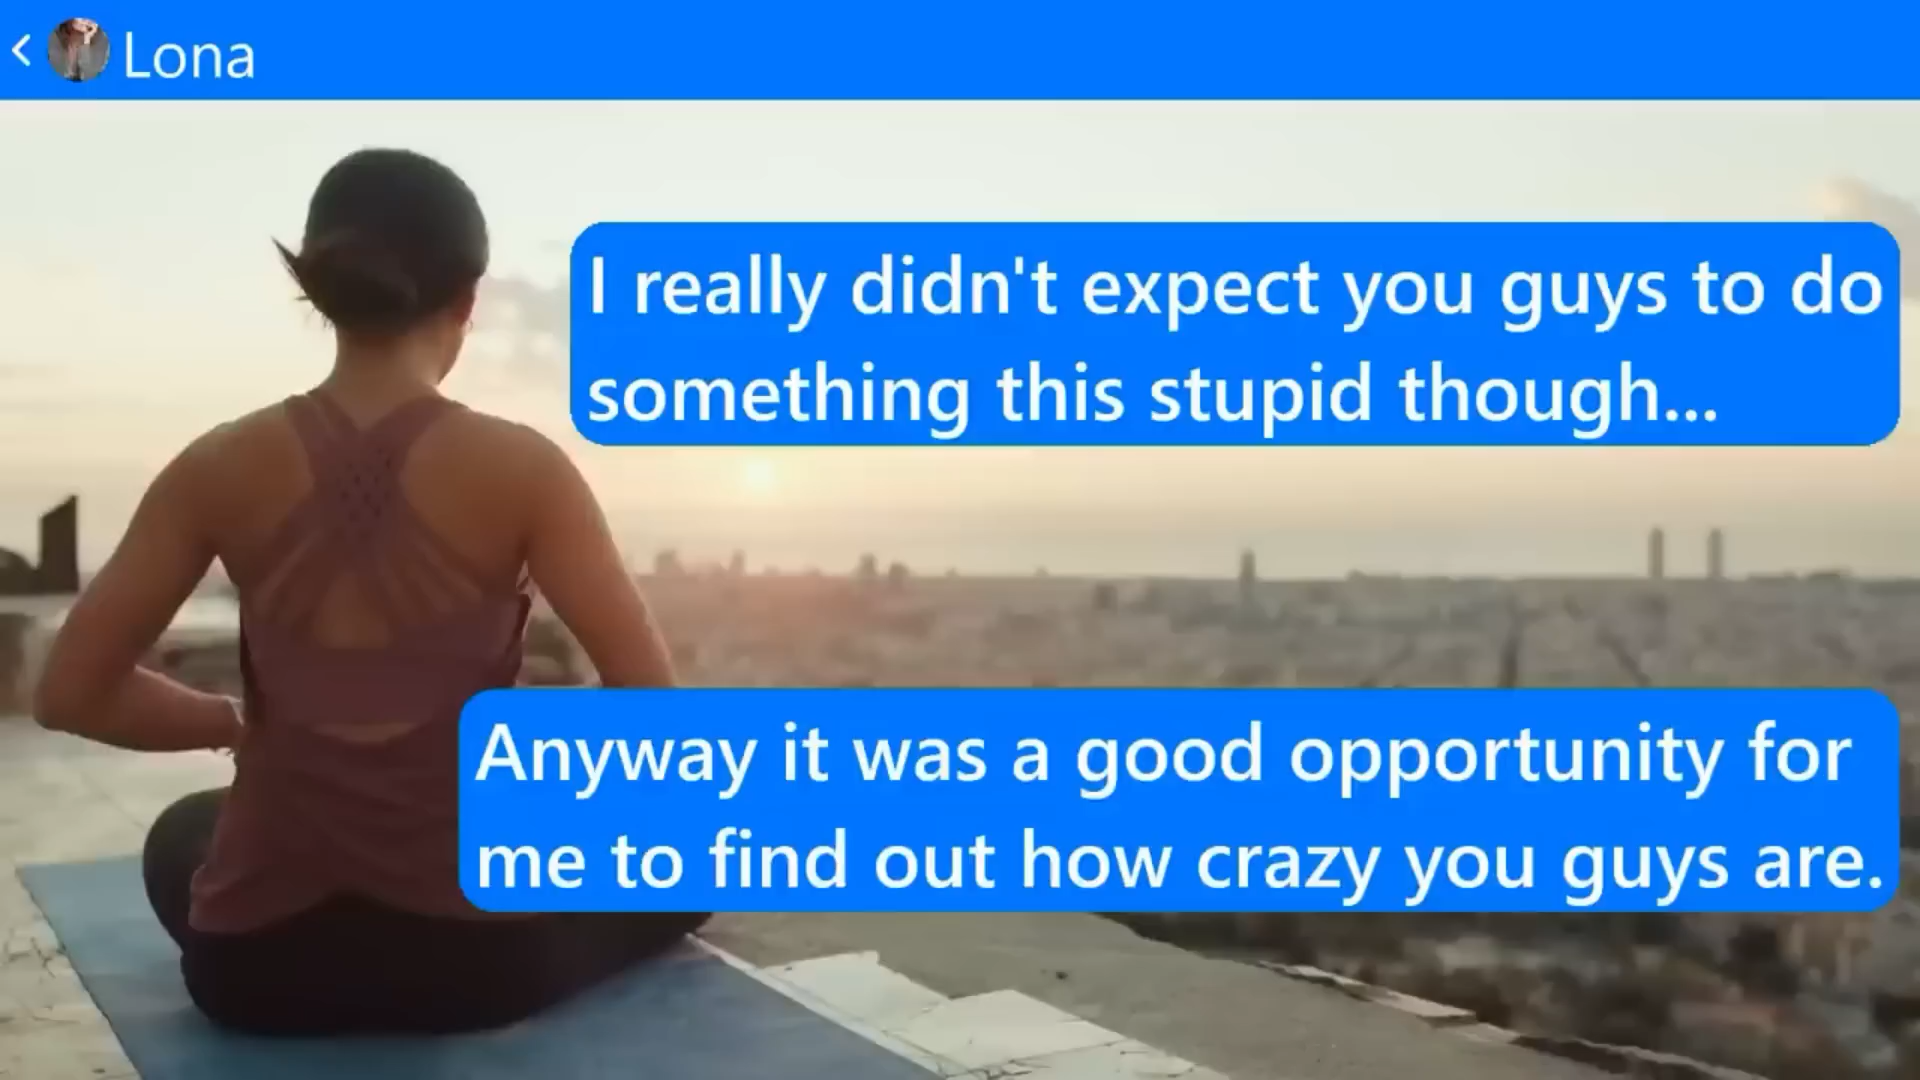 Lona
I really didn't expect you guys to do
something this stupid though...
Anyway it was a good opportunity for
me to find out how crazy you guys are.